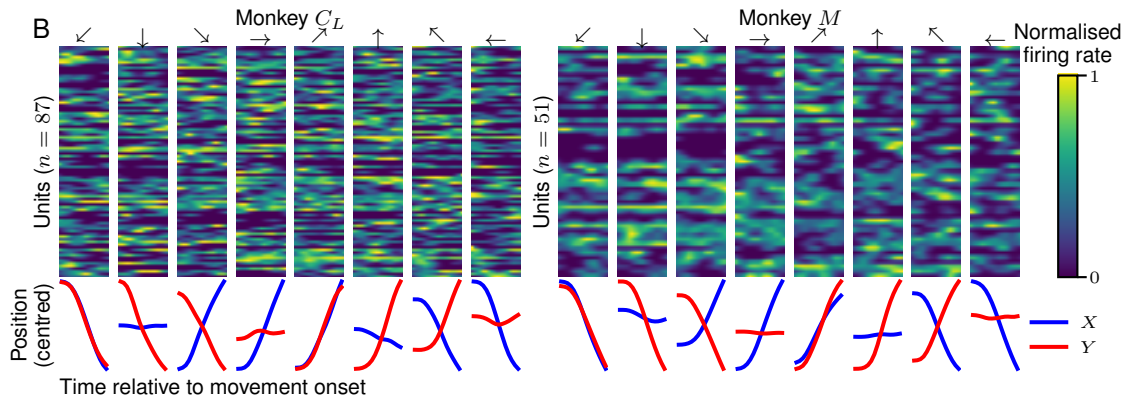 B
Monkey C_L
Monkey M
↙ ↓ ↘ → ↗ ↑ ↖ ←
↙ ↓ ↘ → ↗ ↑ ↖ ←
Normalised
firing rate
1
0
Units (n = 87)
Units (n = 51)
Position
(centred)
X
Y
Time relative to movement onset